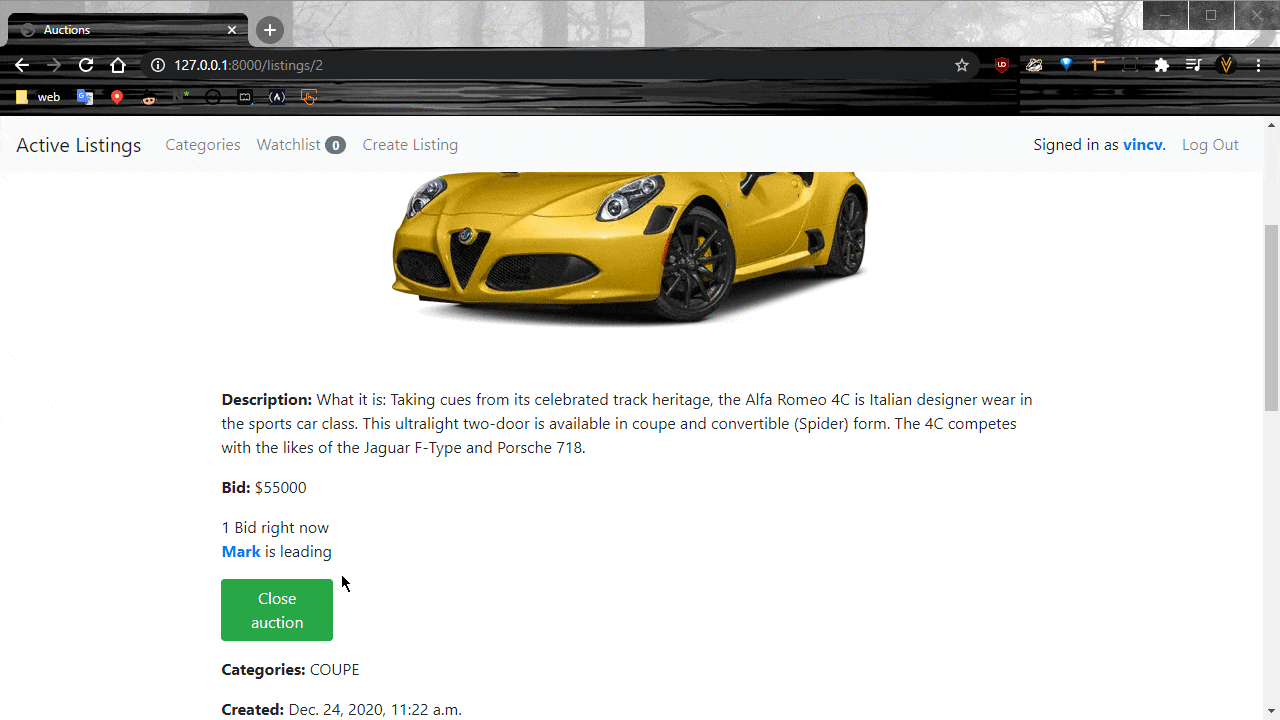 Auctions
127.0.0.1:8000/listings/2
web
Active Listings Categories Watchlist 0 Create Listing Signed in as vincv. Log Out
Description: What it is: Taking cues from its celebrated track heritage, the Alfa Romeo 4C is Italian designer wear in
the sports car class. This ultralight two-door is available in coupe and convertible (Spider) form. The 4C competes
with the likes of the Jaguar F-Type and Porsche 718.
Bid: $55000
1 Bid right now
Mark is leading
Close
auction
Categories: COUPE
Created: Dec. 24, 2020, 11:22 a.m.